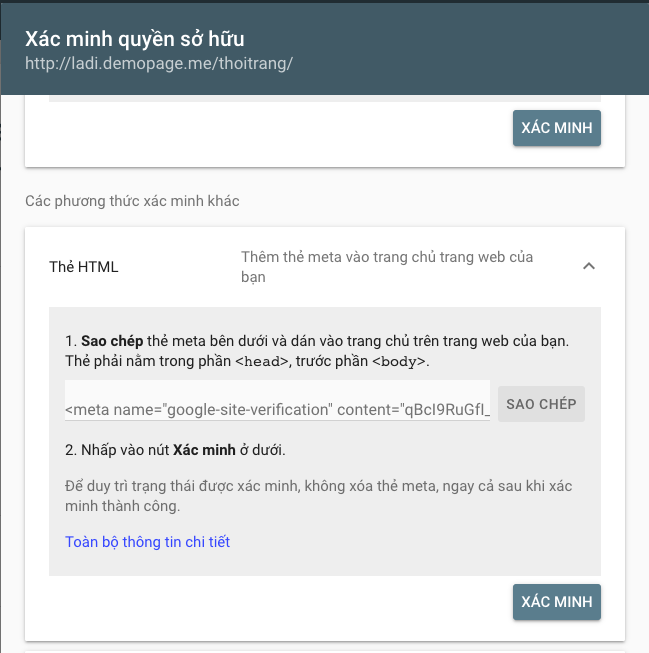 Xác minh quyền sở hữu
http://ladi.demopage.me/thoitrang/
XÁC MINH
Các phương thức xác minh khác
Thẻ HTML
Thêm thẻ meta vào trang chủ trang web của
bạn
1. Sao chép thẻ meta bên dưới và dán vào trang chủ trên trang web của bạn.
Thẻ phải nằm trong phần <head>, trước phần <body>.
<meta name="google-site-verification" content="qBcI9RuGfI_
SAO CHÉP
2. Nhấp vào nút Xác minh ở dưới.
Để duy trì trạng thái được xác minh, không xóa thẻ meta, ngay cả sau khi xác
minh thành công.
Toàn bộ thông tin chi tiết
XÁC MINH